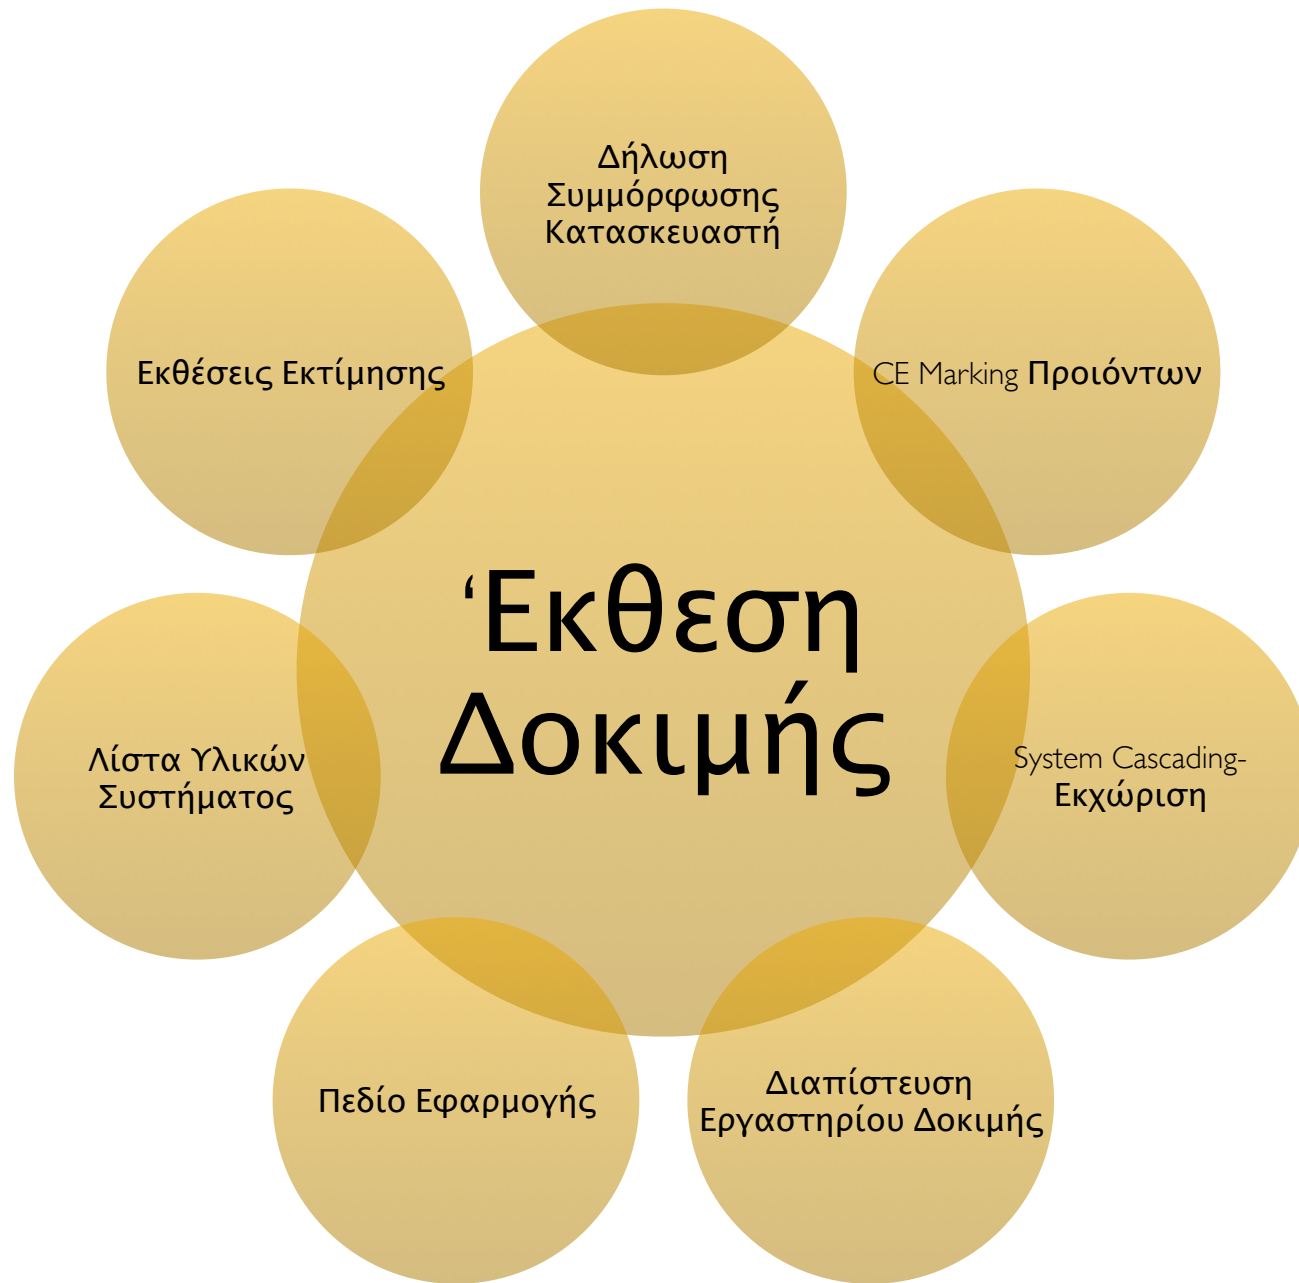 Δήλωση
Συμμόρφωσης
Κατασκευαστή
CE Marking Προιόντων
System Cascading-
Εκχώριση
Διαπίστευση
Εργαστηρίου Δοκιμής
Πεδίο Εφαρμογής
Λίστα Υλικών
Συστήματος
Εκθέσεις Εκτίμησης
‘Εκθεση
Δοκιμής